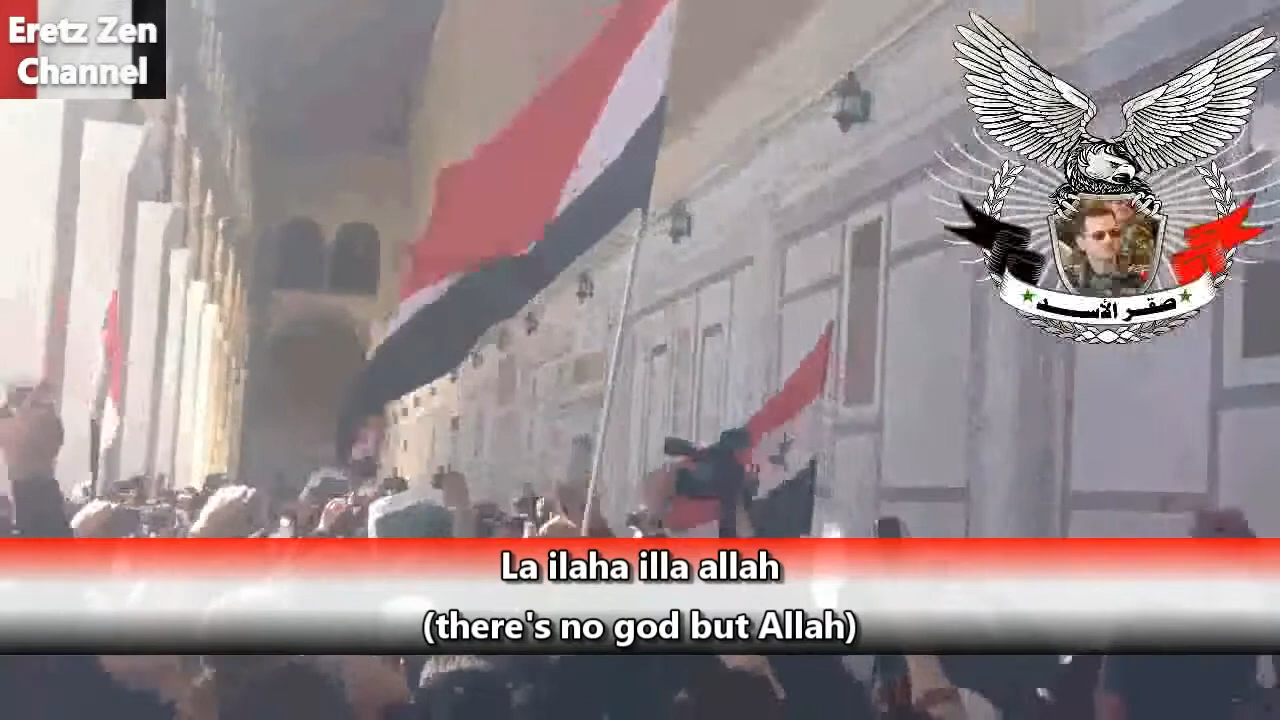 Eretz Zen
Channel
صقر الأسد
La ilaha illa allah
(there's no god but Allah)